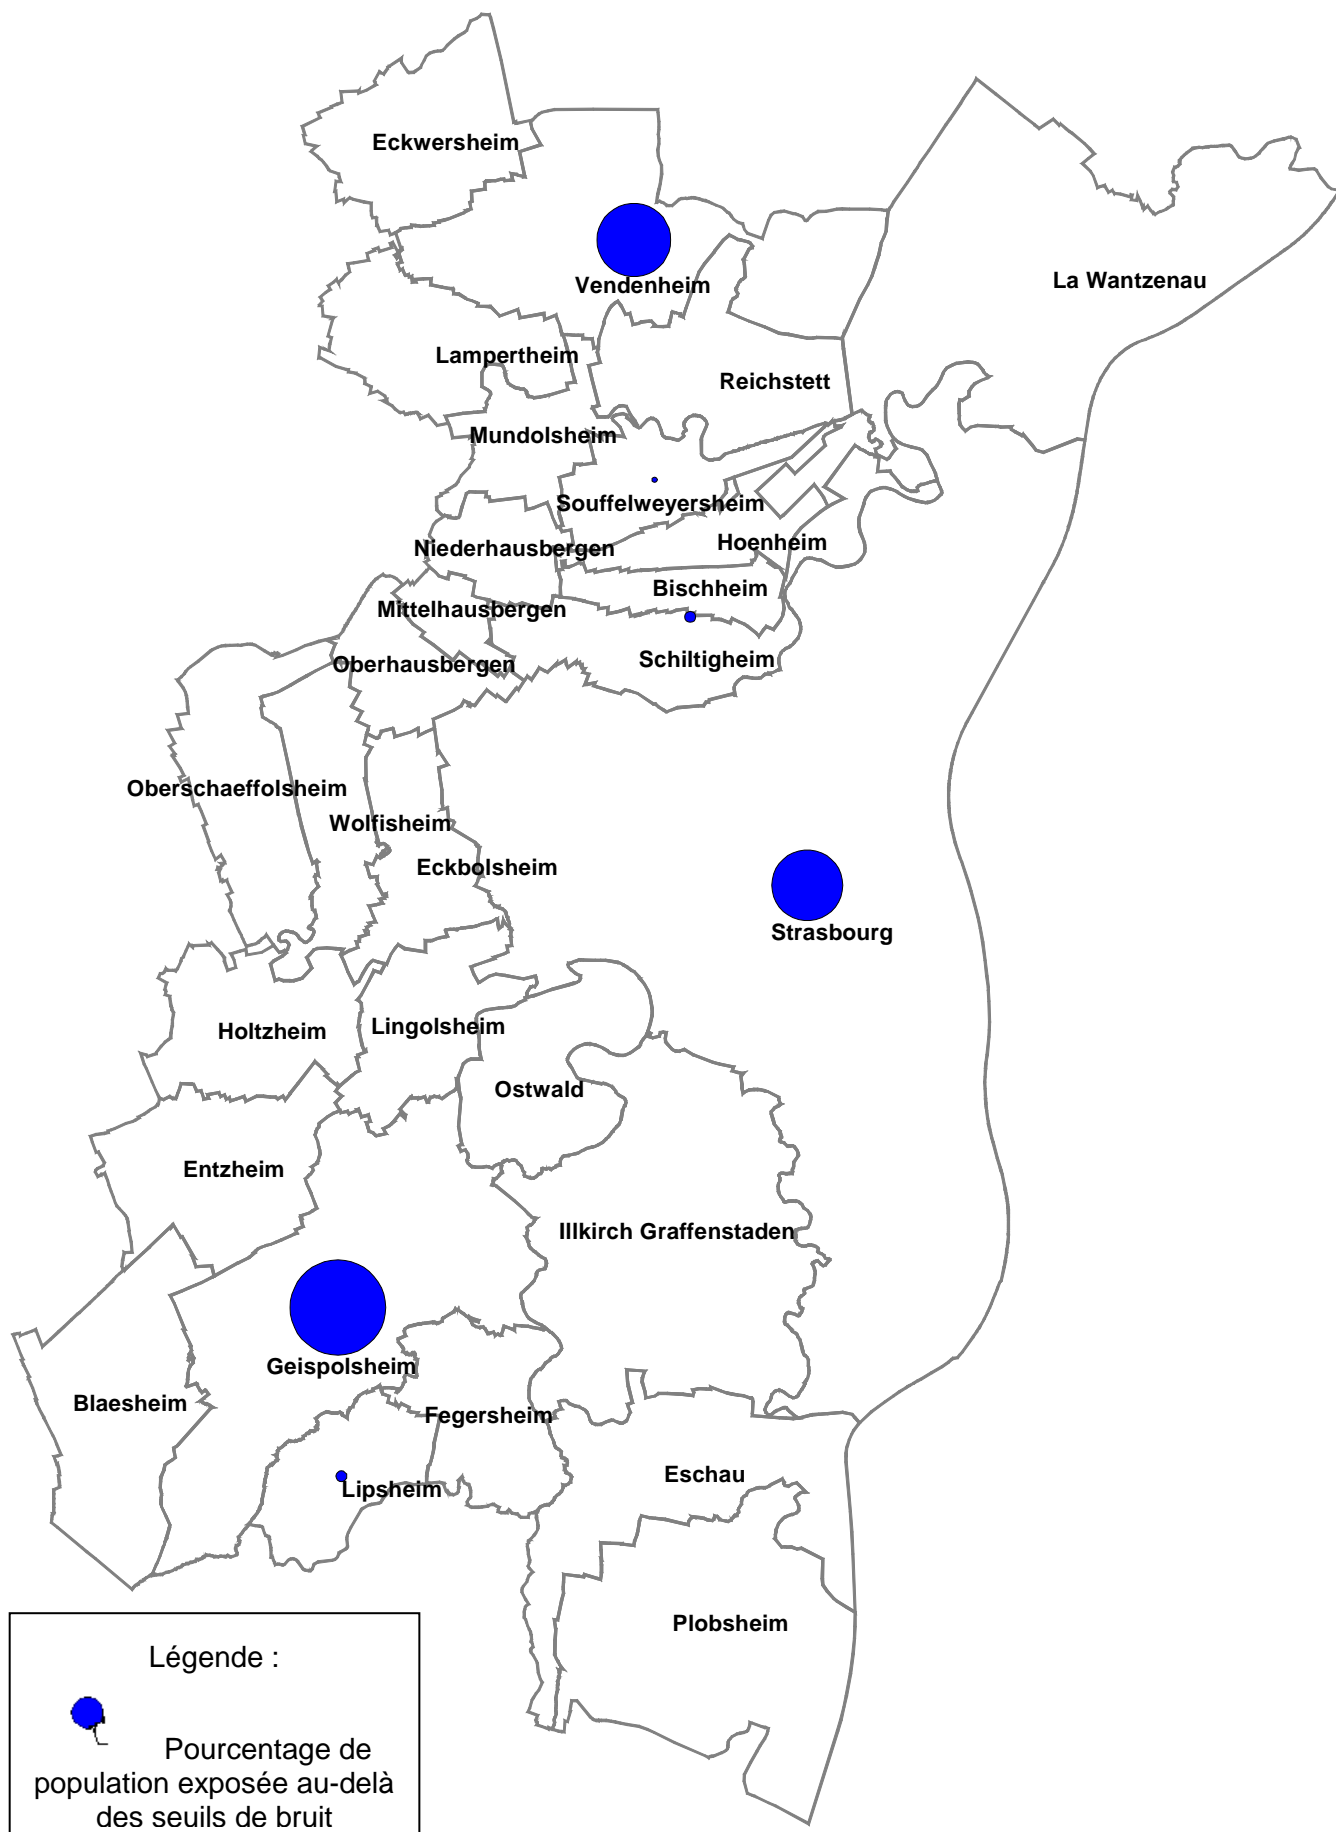 Eckwersheim
Vendenheim
La Wantzenau
Lampertheim
Reichstett
Mundolsheim
Souffelweyersheim
Hoenheim
Niederhausbergen
Bischheim
Mittelhausbergen
Schiltigheim
Oberhausbergen
Oberschaeffolsheim
Wolfisheim
Eckbolsheim
Strasbourg
Holtzheim
Lingolsheim
Ostwald
Entzheim
Illkirch Graffenstaden
Geispolsheim
Blaesheim
Fegersheim
Eschau
Lipsheim
Plobsheim
Légende :
Pourcentage de
population exposée au-delà
des seuils de bruit